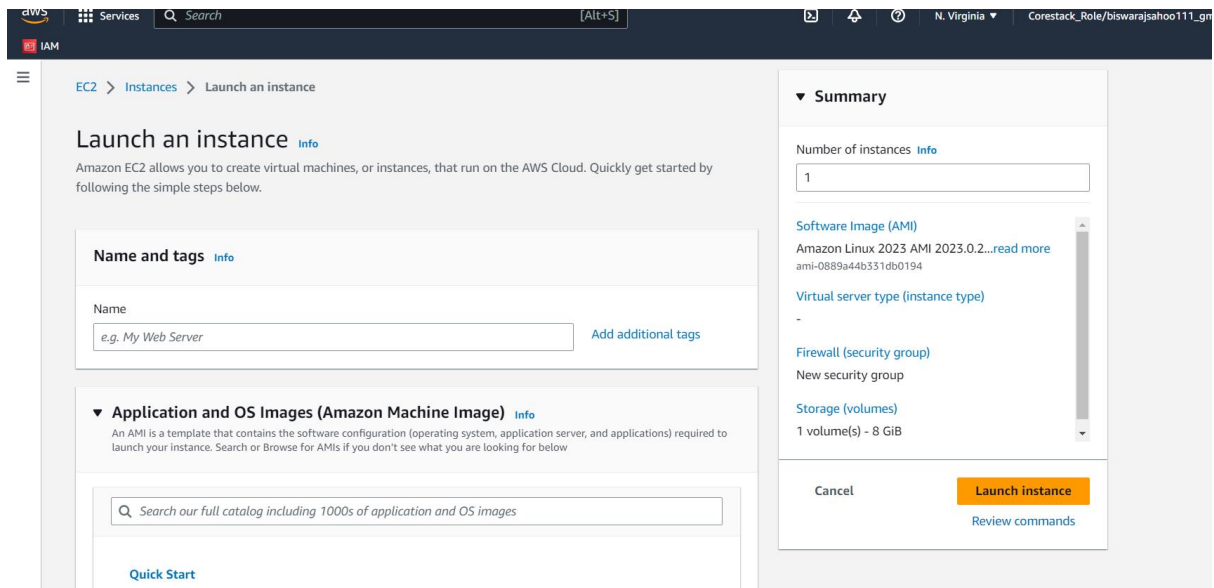 aws
Services
Search
[Alt+S]
N. Virginia ▼
Corestack_Role/biswarajsahoo111_gm
IAM
EC2 > Instances > Launch an instance
Launch an instance Info
Amazon EC2 allows you to create virtual machines, or instances, that run on the AWS Cloud. Quickly get started by
following the simple steps below.
Name and tags Info
Name
e.g. My Web Server
Add additional tags
▼ Application and OS Images (Amazon Machine Image) Info
An AMI is a template that contains the software configuration (operating system, application server, and applications) required to
launch your instance. Search or Browse for AMIs if you don't see what you are looking for below
Search our full catalog including 1000s of application and OS images
Quick Start
▼ Summary
Number of instances Info
1
Software Image (AMI)
Amazon Linux 2023 AMI 2023.0.2...read more
ami-0889a44b331db0194
Virtual server type (instance type)
-
Firewall (security group)
New security group
Storage (volumes)
1 volume(s) - 8 GiB
Cancel
Launch instance
Review commands